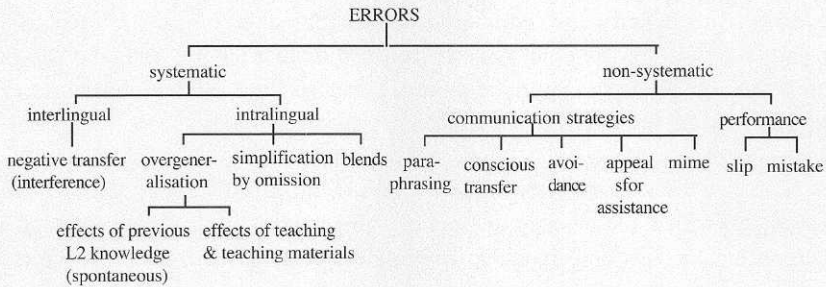 ERRORS
systematic non-systematic
interlingual intralingual communication strategies performance
negative transfer
(interference)
overgener-
alisation
simplification
by omission
blends
para-
phrasing
conscious
transfer
avoi-
dance
appeal
sfor
assistance
mime
slip mistake
effects of previous
L2 knowledge
(spontaneous)
effects of teaching
& teaching materials